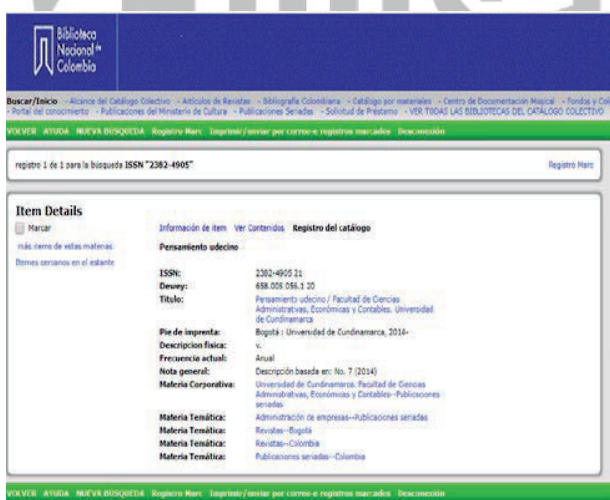 Biblioteca
Nacional de
Colombia
Buscar/Inicio - Alcance del Catálogo Colectivo - Artículos de Revistas - Bibliografía Colombiana - Catálogo por materiales - Centro de Documentación Musical - Fondos y Col
- Portal del conocimiento - Publicaciones del Ministerio de Cultura - Publicaciones Seriadas - Solicitud de Préstamo - VER TODAS LAS BIBLIOTECAS DEL CATÁLOGO COLECTIVO
VOLVER AYUDA NUEVA BÚSQUEDA Registro Marc Imprimir/enviar por correo-e registros marcados Desconexión
registro 1 de 1 para la búsqueda ISSN "2382-4905"
Registro Marc
Item Details
Marcar
más items de estas materias
Itemes cercanos en el estante
Información de item Ver Contenidos Registro del catálogo
Pensamiento udecino
ISSN: 2382-4905 21
Dewey: 658.005 056.1 20
Título: Pensamiento udecino / Facultad de Ciencias
Administrativas, Económicas y Contables. Universidad
de Cundinamarca
Pie de imprenta: Bogotá : Universidad de Cundinamarca, 2014-
Descripcion física: v.
Frecuencia actual: Anual
Nota general: Descripción basada en: No. 7 (2014)
Materia Corporativa: Universidad de Cundinamarca. Facultad de Ciencias
Administrativas, Económicas y Contables--Publicaciones
seriadas
Materia Temática: Administración de empresas--Publicaciones seriadas
Materia Temática: Revistas--Bogotá
Materia Temática: Revistas--Colombia
Materia Temática: Publicaciones seriadas--Colombia
VOLVER AYUDA NUEVA BÚSQUEDA Registro Marc Imprimir/enviar por correo-e registros marcados Desconexión